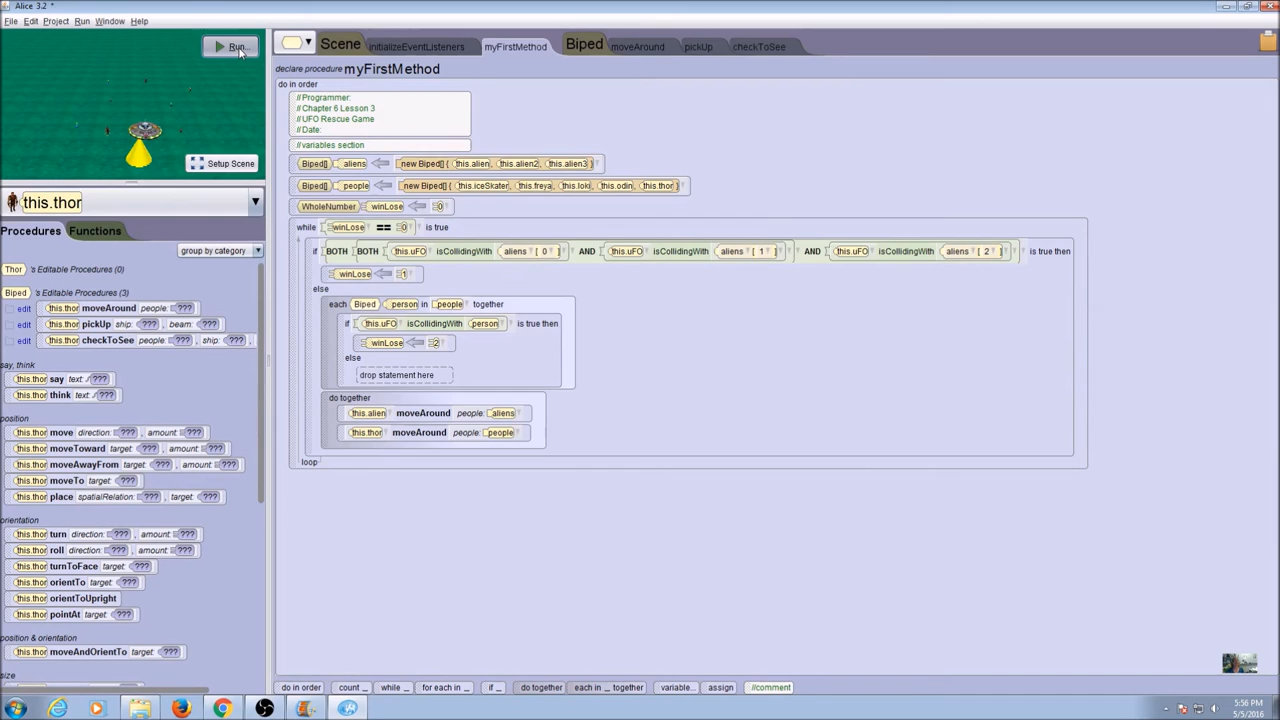 Alice 3.2 *
File Edit Project Run Window Help
Run...
Setup Scene
this.thor
Procedures Functions
group by category
Thor 's Editable Procedures (0)
Biped 's Editable Procedures (3)
edit this.thor moveAround people: ???
edit this.thor pickUp ship: ??? , beam: ???
edit this.thor checkToSee people: ??? , ship: ??? ,
say, think
this.thor say text: ???
this.thor think text: ???
position
this.thor move direction: ??? , amount: ???
this.thor moveToward target: ??? , amount: ???
this.thor moveAwayFrom target: ??? , amount: ???
this.thor moveTo target: ???
this.thor place spatialRelation: ??? , target: ???
orientation
this.thor turn direction: ??? , amount: ???
this.thor roll direction: ??? , amount: ???
this.thor turnToFace target: ???
this.thor orientTo target: ???
this.thor orientToUpright
this.thor pointAt target: ???
position & orientation
this.thor moveAndOrientTo target: ???
size
Scene initializeEventListeners myFirstMethod Biped moveAround pickUp checkToSee
declare procedure myFirstMethod
do in order
//Programmer:
//Chapter 6 Lesson 3
//UFO Rescue Game
//Date:
//variables section
Biped[] aliens new Biped[] { this.alien, this.alien2, this.alien3 }
Biped[] people new Biped[] { this.iceSkater, this.freya, this.loki, this.odin, this.thor }
WholeNumber winLose 0
while winLose == 0 is true
if BOTH BOTH this.uFO isCollidingWith aliens [ 0 ] AND this.uFO isCollidingWith aliens [ 1 ] AND this.uFO isCollidingWith aliens [ 2 ] is true then
winLose 1
else
each Biped person in people together
if this.uFO isCollidingWith person is true then
winLose 2
else
drop statement here
do together
this.alien moveAround people: aliens
this.thor moveAround people: people
loop
do in order count _ while _ for each in _ if _ do together each in _ together variable... assign //comment
5:56 PM
5/5/2016